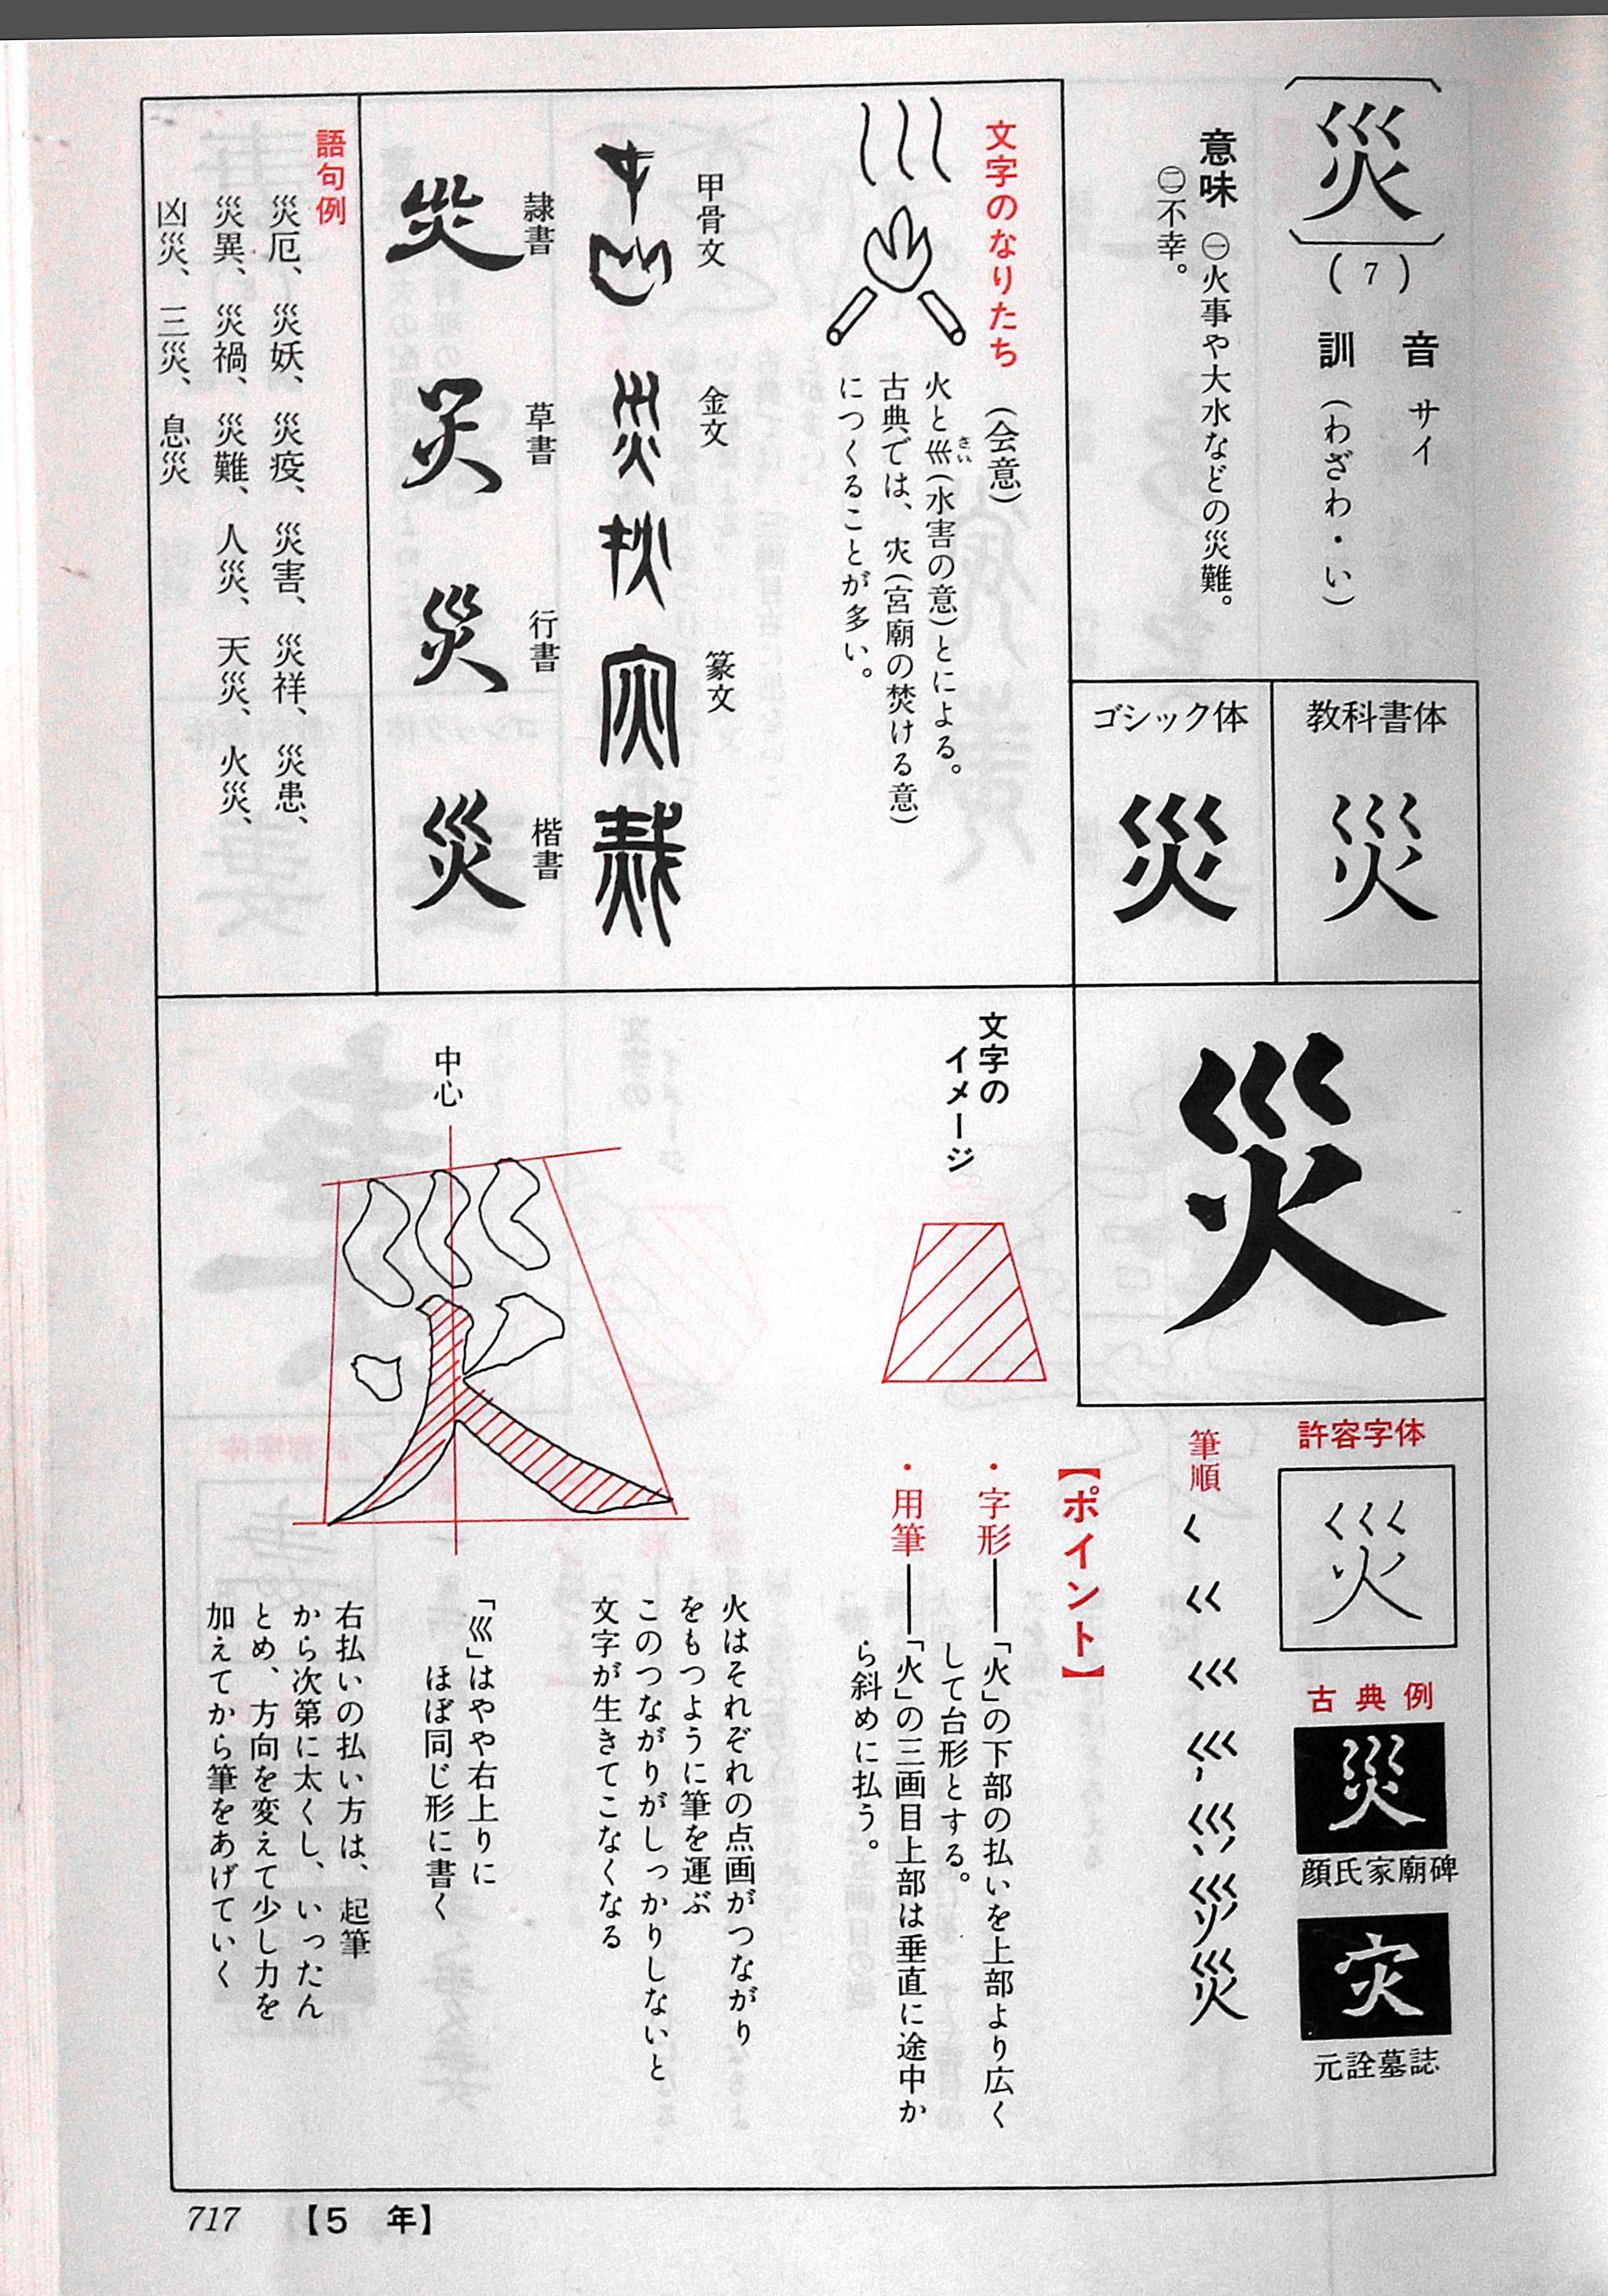 災
(7)
音　サイ
訓　(わざわ・い)
意味　㊀火事や大水などの災難。
㊁不幸。
教科書体
災
ゴシック体
災
文字のなりたち　(会意)
火と巛(水害の意)とによる。
さい
古典では、灾(宮廟の焚ける意)
につくることが多い。
甲骨文
金文
篆文
隷書
草書
行書
楷書
災
災
災
災
語句例
災厄、災妖、災疫、災害、災祥、災患、
災異、災禍、災難、人災、天災、火災、
凶災、三災、息災
災
許容字体
災
古典例
災
顔氏家廟碑
灾
元詮墓誌
筆順
災
文字の
イメージ
【ポイント】
・字形―「火」の下部の払いを上部より広く
して台形とする。
・用筆―「火」の三画目上部は垂直に途中か
ら斜めに払う。
中心
火はそれぞれの点画がつながり
をもつように筆を運ぶ
このつながりがしっかりしないと
文字が生きてこなくなる
「巛」はやや右上りに
ほぼ同じ形に書く
右払いの払い方は、起筆
から次第に太くし、いったん
とめ、方向を変えて少し力を
加えてから筆をあげていく
717　【5　年】